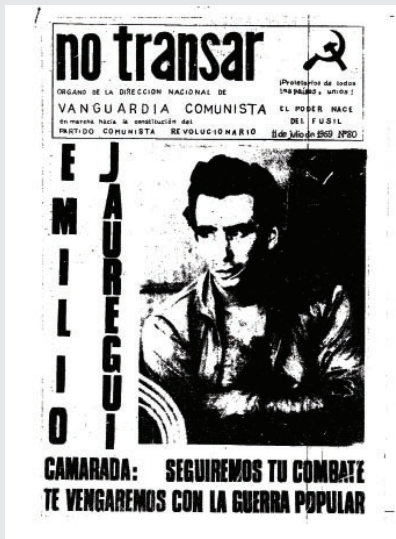 no transar
ORGANO DE LA DIRECCION NACIONAL DE
VANGUARDIA COMUNISTA
en marcha hacia la constitución del
PARTIDO COMUNISTA REVOLUCIONARIO
¡Proletarios de todos
los países, uníos!
EL PODER NACE
DEL FUSIL
11 de julio de 1969 Nº80
EMILIO
JAUREGUI
CAMARADA: SEGUIREMOS TU COMBATE
TE VENGAREMOS CON LA GUERRA POPULAR